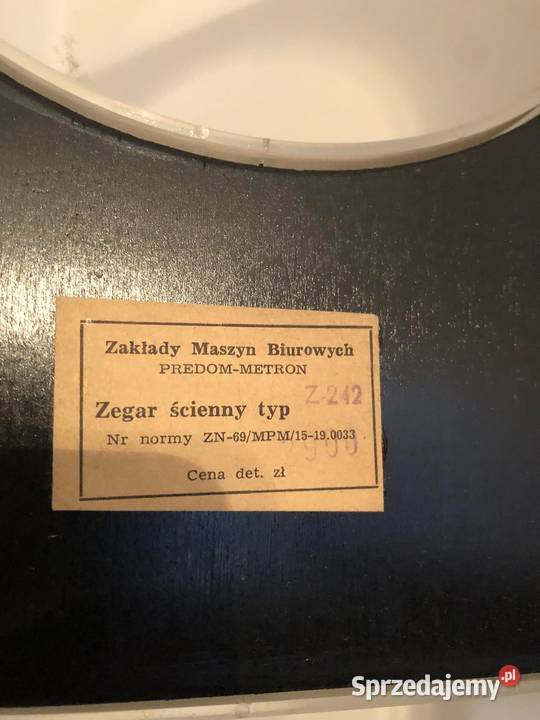 Zakłady Maszyn Biurowych
PREDOM-METRON
Zegar ścienny typ Z-242
Nr normy ZN-69/MPM/15-19.0033
Cena det. zł
Sprzedajemy.pl